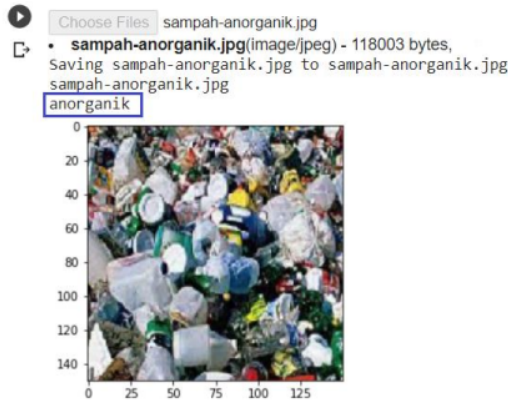 Choose Files sampah-anorganik.jpg
• sampah-anorganik.jpg(image/jpeg) - 118003 bytes,
Saving sampah-anorganik.jpg to sampah-anorganik.jpg
sampah-anorganik.jpg
anorganik
0
20
40
60
80
100
120
140
0 25 50 75 100 125